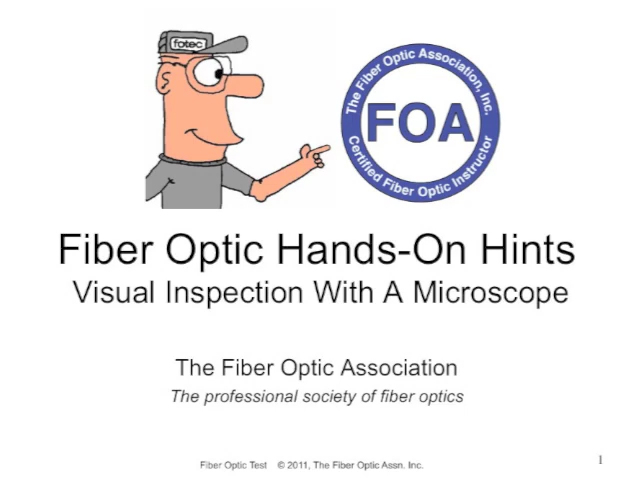 fotec
The Fiber Optic Association, Inc.
FOA
Certified Fiber Optic Instructor
Fiber Optic Hands-On Hints
Visual Inspection With A Microscope
The Fiber Optic Association
The professional society of fiber optics
Fiber Optic Test © 2011, The Fiber Optic Assn. Inc.
1